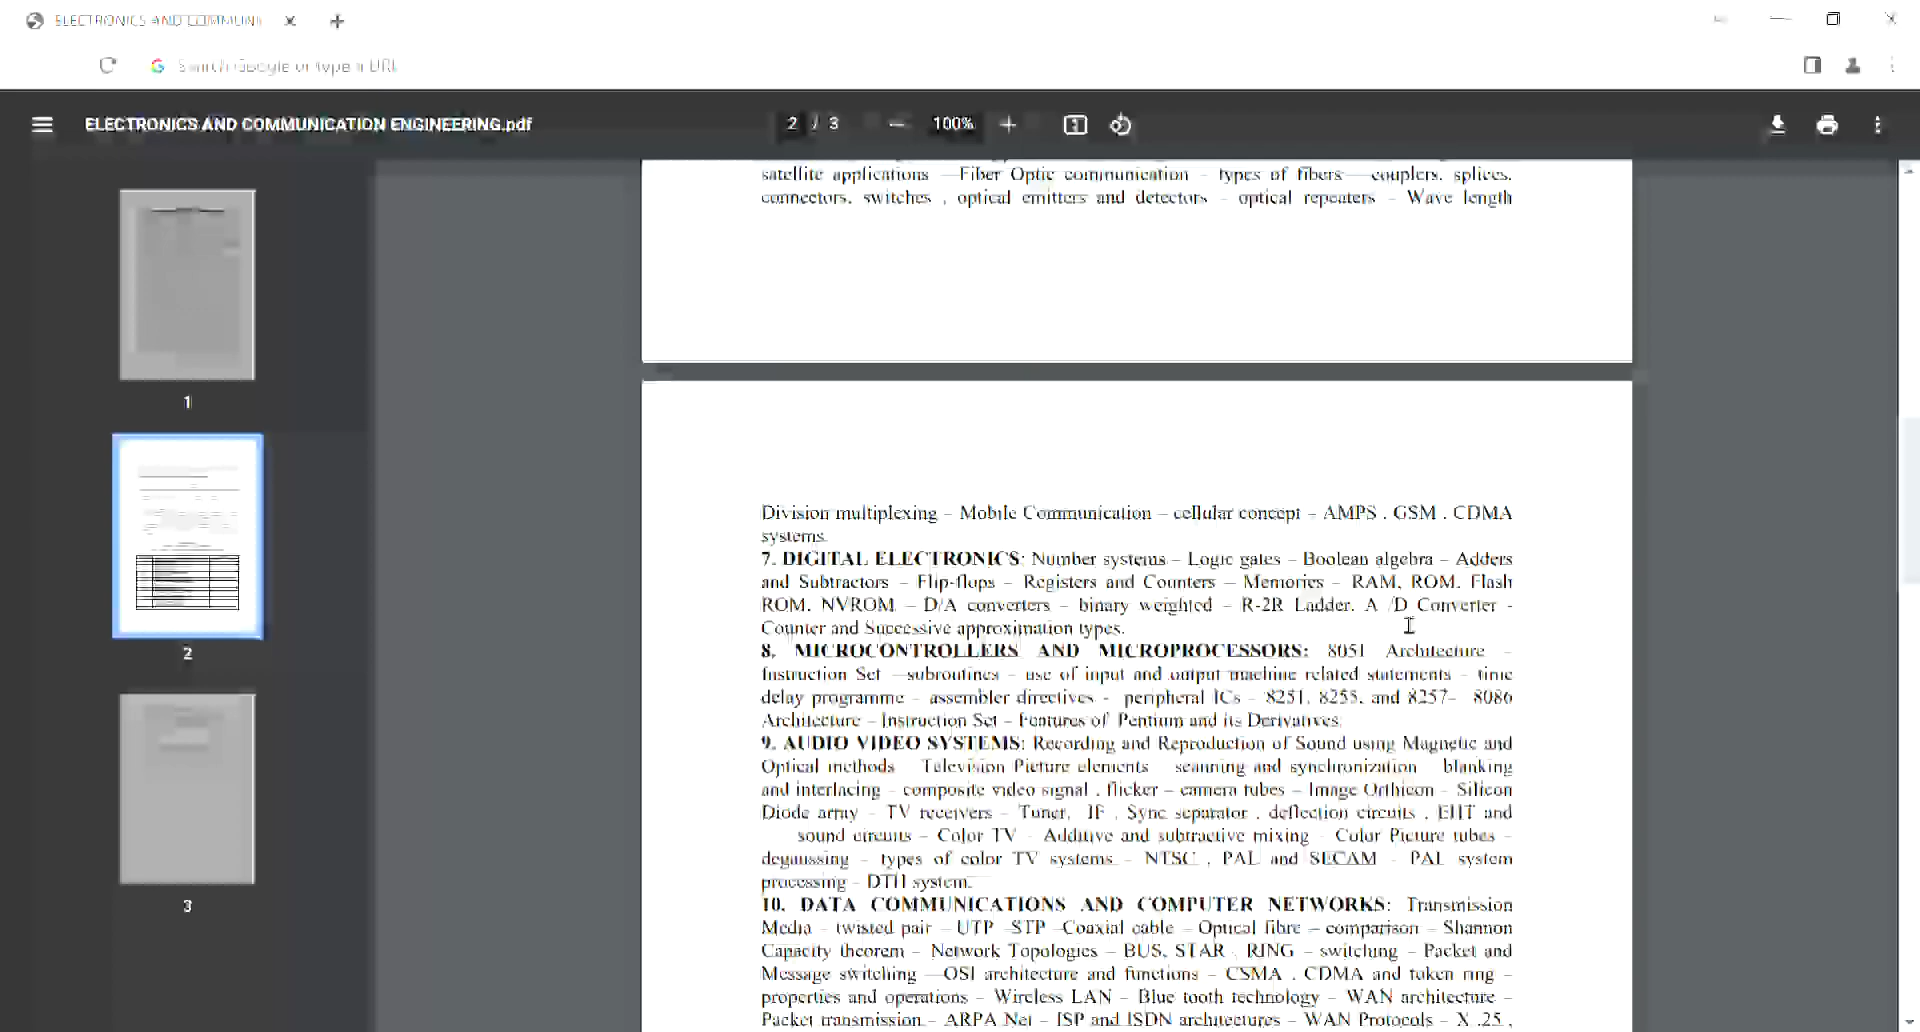 ELECTRONICS AND COMMUNI
Search Google or type a URL
ELECTRONICS AND COMMUNICATION ENGINEERING.pdf
2 / 3
100%
1
2
3
satellite applications —Fiber Optic communication – types of fibers—couplers. splices.
connectors. switches , optical emitters and detectors – optical repeaters – Wave length
Division multiplexing – Mobile Communication – cellular concept – AMPS , GSM , CDMA
systems.
7. DIGITAL ELECTRONICS: Number systems – Logic gates – Boolean algebra – Adders
and Subtractors – Flip-flops – Registers and Counters – Memories – RAM, ROM. Flash
ROM. NVROM – D/A converters – binary weighted – R-2R Ladder. A /D Converter -
Counter and Successive approximation types.
8. MICROCONTROLLERS AND MICROPROCESSORS: 8051 Architecture –
Instruction Set —subroutines – use of input and output machine related statements – time
delay programme – assembler directives - peripheral ICs – 8251, 8255, and 8257– 8086
Architecture – Instruction Set – Features of Pentium and its Derivatives.
9. AUDIO VIDEO SYSTEMS: Recording and Reproduction of Sound using Magnetic and
Optical methods Television Picture elements scanning and synchronization blanking
and interlacing – composite video signal , flicker – camera tubes – Image Orthicon – Silicon
Diode array – TV receivers – Tuner, IF , Sync separator , deflection circuits , EHT and
sound circuits – Color TV - Additive and subtractive mixing - Color Picture tubes –
degaussing – types of color TV systems – NTSC , PAL and SECAM - PAL system
processing – DTH system.
10. DATA COMMUNICATIONS AND COMPUTER NETWORKS: Transmission
Media – twisted pair – UTP –STP –Coaxial cable – Optical fibre – comparison – Shannon
Capacity theorem – Network Topologies – BUS, STAR , RING – switching – Packet and
Message switching —OSI architecture and functions – CSMA , CDMA and token ring –
properties and operations – Wireless LAN – Blue tooth technology – WAN architecture –
Packet transmission – ARPA Net – ISP and ISDN architectures – WAN Protocols – X .25 ,